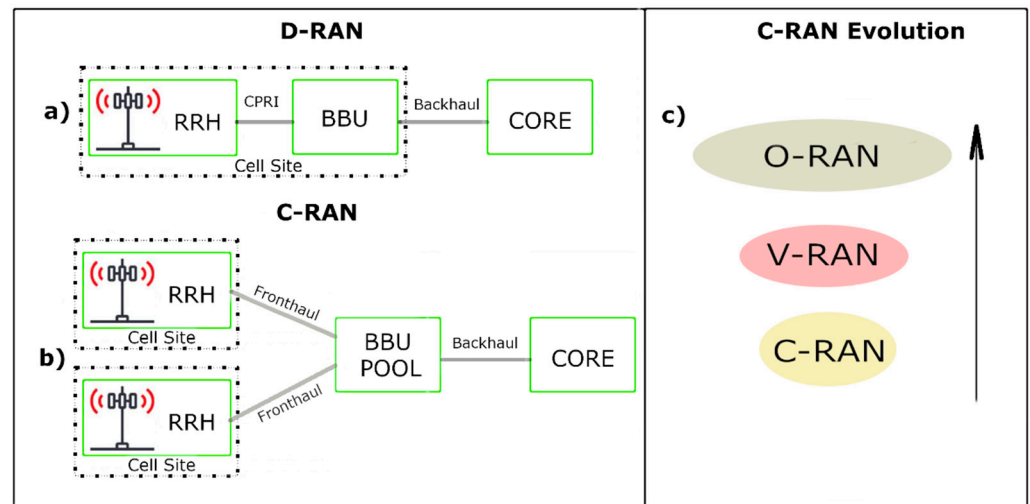 D-RAN
a)
RRH
CPRI
BBU
Backhaul
CORE
Cell Site
C-RAN
b)
RRH
Cell Site
Fronthaul
BBU
POOL
Backhaul
CORE
Fronthaul
RRH
Cell Site
C-RAN Evolution
c)
O-RAN
V-RAN
C-RAN